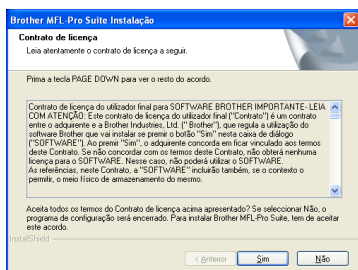 Brother MFL-Pro Suite Instalação
Contrato de licença
Leia atentamente o contrato de licença a seguir.
Prima a tecla PAGE DOWN para ver o resto do acordo.
Contrato de licença do utilizador final para SOFTWARE BROTHER IMPORTANTE- LEIA
COM ATENÇÃO: Este contrato de licença do utilizador final ("Contrato") é um contrato
entre o adquirente e a Brother Industries, Ltd. (" Brother"), que regula a utilização do
software Brother que vai instalar se premir o botão "Sim" nesta caixa de diálogo
("SOFTWARE"). Ao premir "Sim", o adquirente concorda em ficar vinculado aos termos
deste Contrato. Se não concordar com os termos deste Contrato, não obterá nenhuma
licença para o SOFTWARE. Nesse caso, não poderá utilizar o SOFTWARE.
As referências, neste Contrato, a "SOFTWARE" incluirão também, se o contexto o
permitir, o meio físico de armazenamento do mesmo.
Aceita todos os termos do Contrato de licença acima apresentado? Se seleccionar Não, o
programa de configuração será encerrado. Para instalar Brother MFL-Pro Suite, tem de aceitar
este acordo.
InstallShield
< Anterior Sim Não